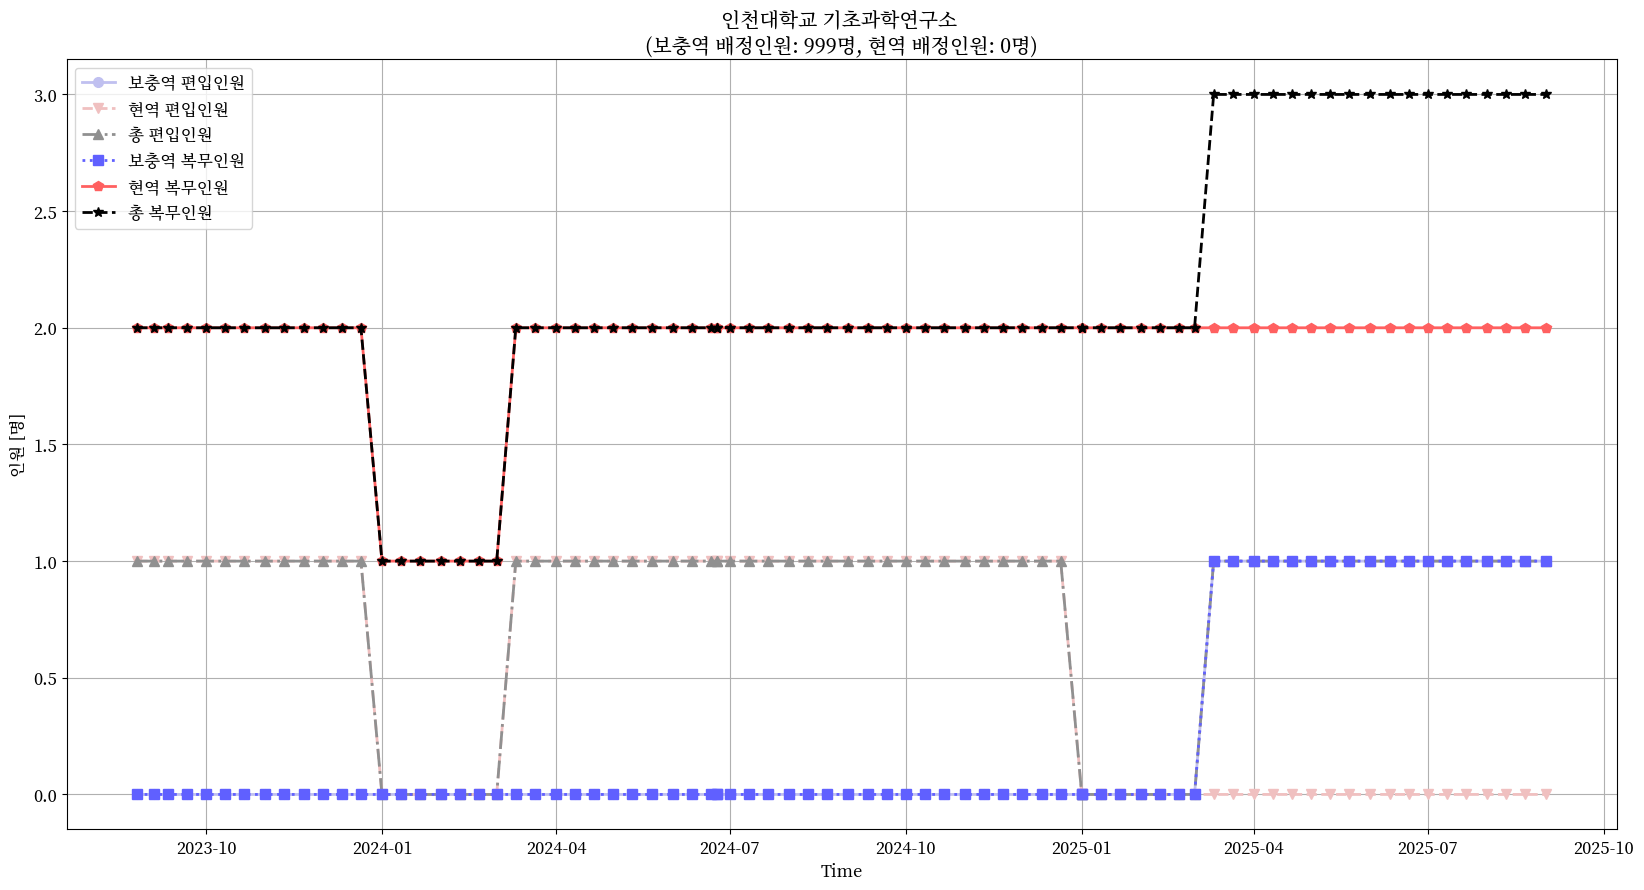 인천대학교 기초과학연구소
(보충역 배정인원: 999명, 현역 배정인원: 0명)
보충역 편입인원
현역 편입인원
총 편입인원
보충역 복무인원
현역 복무인원
총 복무인원
3.0
2.5
2.0
1.5
1.0
0.5
0.0
인원 [명]
2023-10
2024-01
2024-04
2024-07
2024-10
2025-01
2025-04
2025-07
2025-10
Time